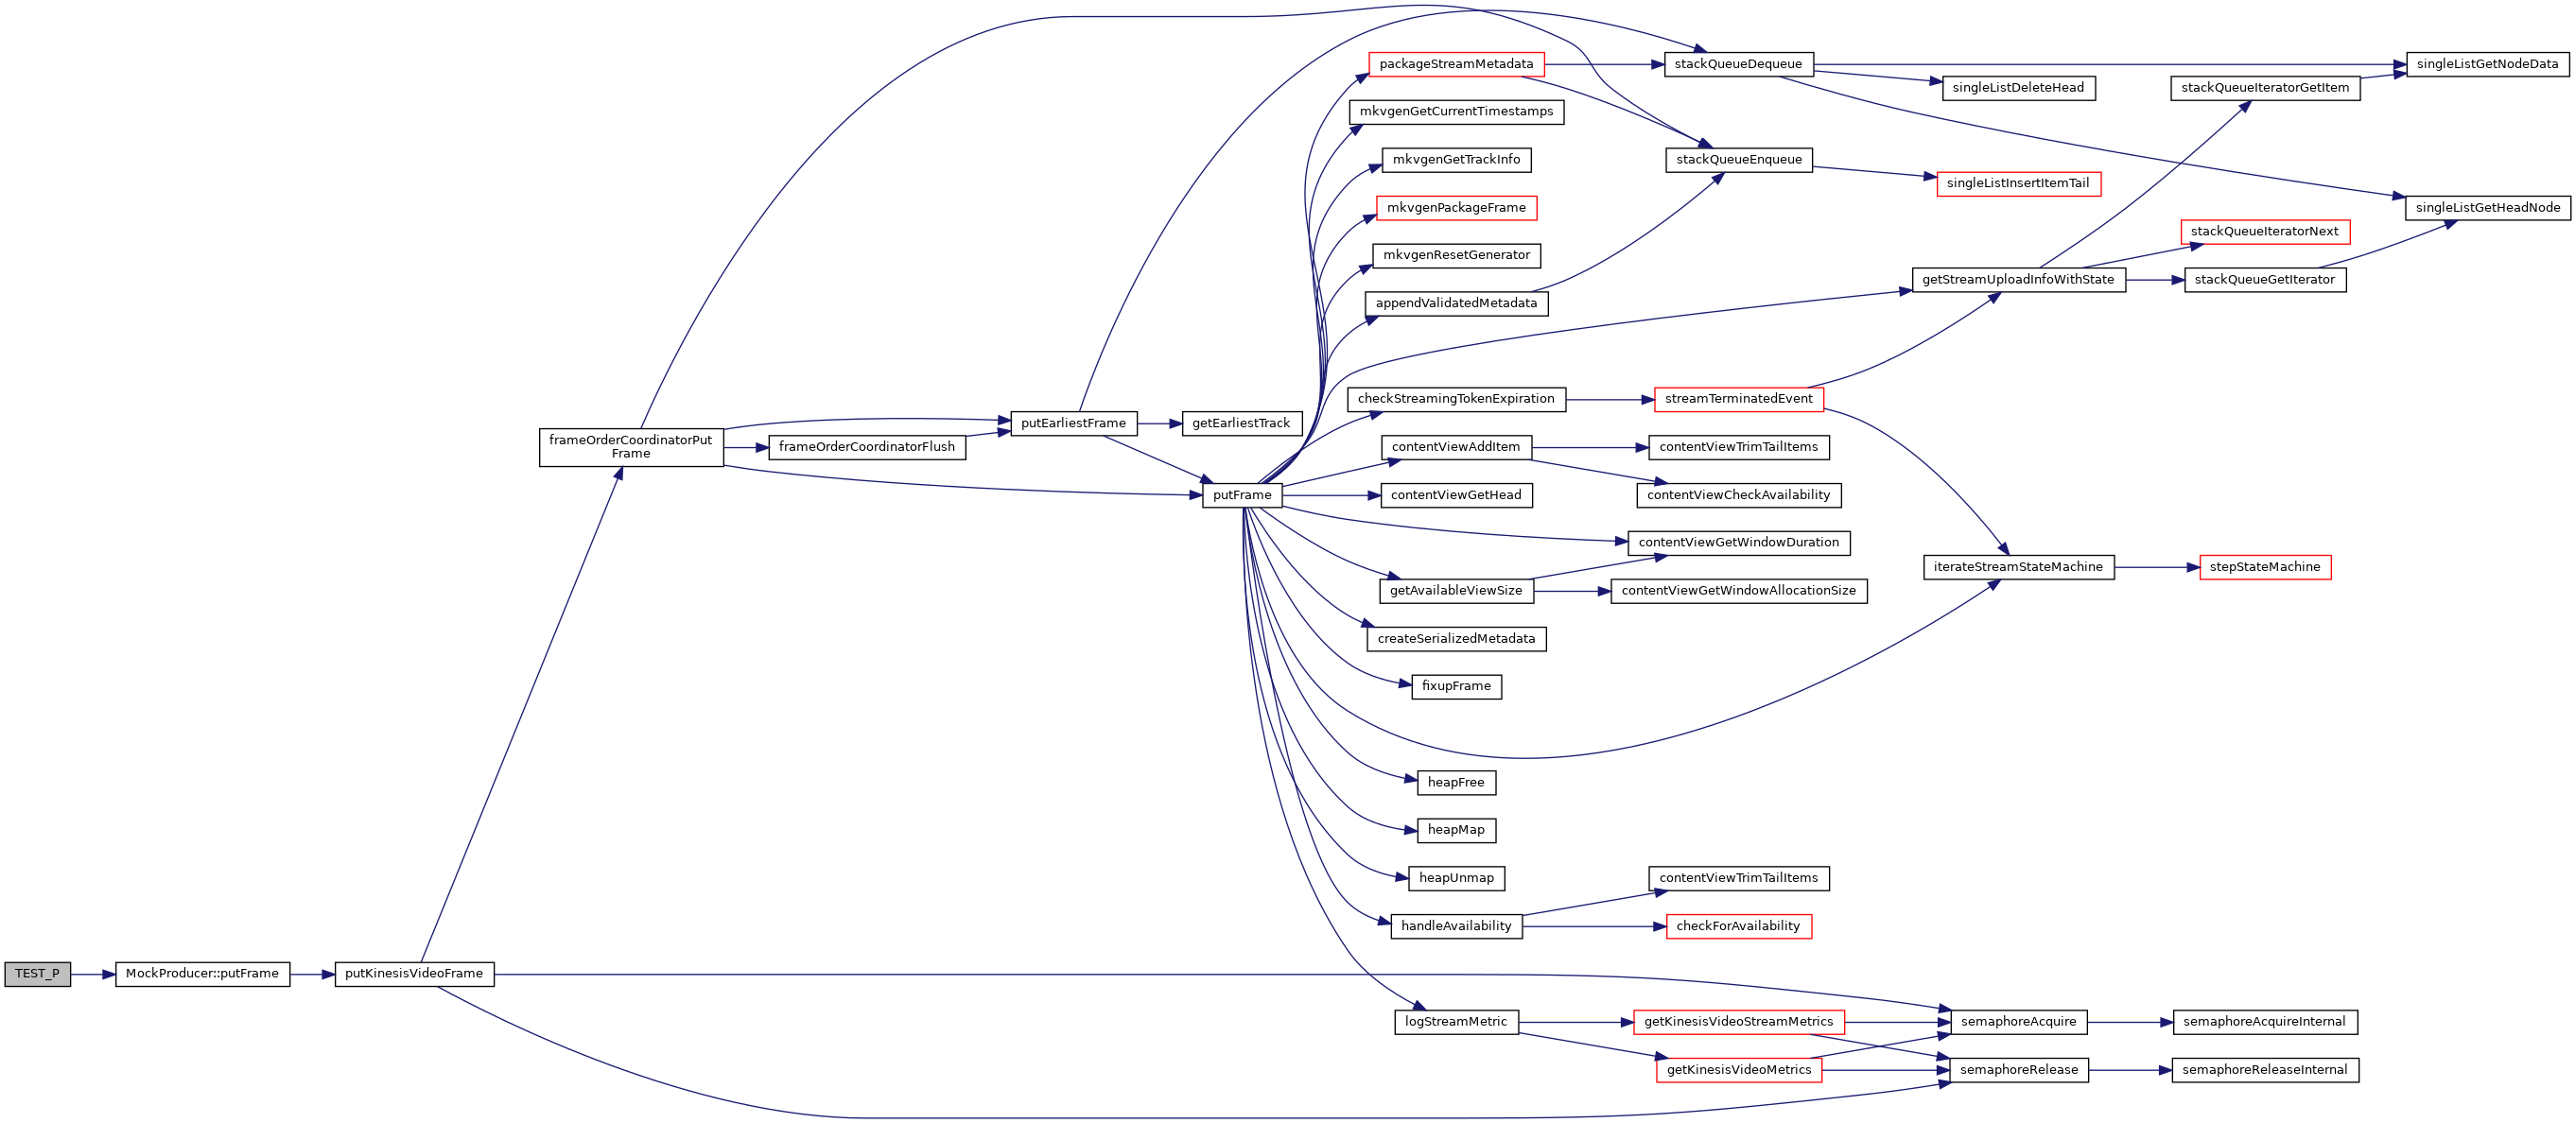 TEST_P
MockProducer::putFrame
putKinesisVideoFrame
frameOrderCoordinatorPut
Frame
frameOrderCoordinatorFlush
putEarliestFrame
getEarliestTrack
putFrame
packageStreamMetadata
mkvgenGetCurrentTimestamps
mkvgenGetTrackInfo
mkvgenPackageFrame
mkvgenResetGenerator
appendValidatedMetadata
checkStreamingTokenExpiration
contentViewAddItem
contentViewGetHead
getAvailableViewSize
createSerializedMetadata
fixupFrame
heapFree
heapMap
heapUnmap
handleAvailability
logStreamMetric
stackQueueDequeue
stackQueueEnqueue
streamTerminatedEvent
contentViewTrimTailItems
contentViewCheckAvailability
contentViewGetWindowDuration
contentViewGetWindowAllocationSize
contentViewTrimTailItems
checkForAvailability
getKinesisVideoStreamMetrics
getKinesisVideoMetrics
singleListDeleteHead
singleListInsertItemTail
getStreamUploadInfoWithState
iterateStreamStateMachine
semaphoreAcquire
semaphoreRelease
stackQueueIteratorGetItem
stackQueueIteratorNext
stackQueueGetIterator
stepStateMachine
semaphoreAcquireInternal
semaphoreReleaseInternal
singleListGetNodeData
singleListGetHeadNode